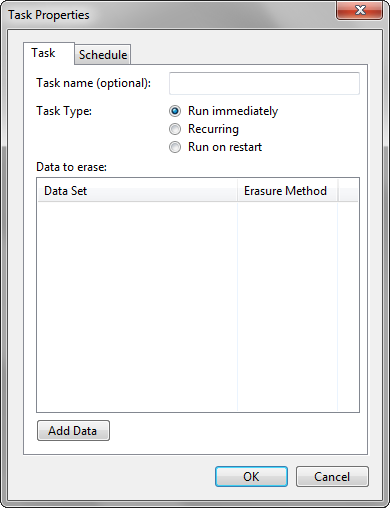 Task Properties
Task Schedule
Task name (optional):
Task Type: Run immediately
Recurring
Run on restart
Data to erase:
Data Set Erasure Method
Add Data
OK Cancel